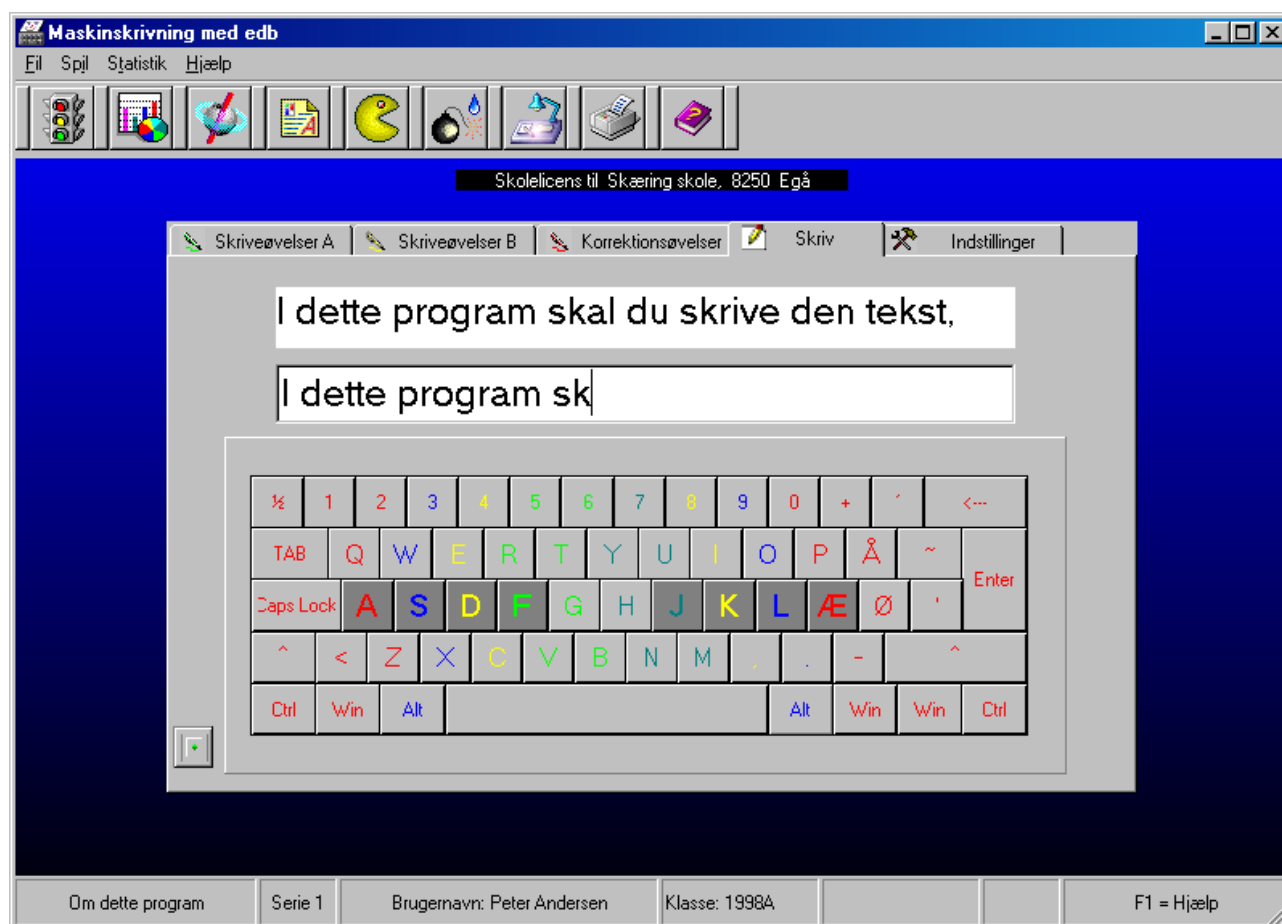 Maskinskrivning med edb
Fil Spil Statistik Hjælp
Skolelicens til Skæring skole, 8250 Egå
Skriveøvelser A Skriveøvelser B Korrektionsøvelser Skriv Indstillinger
I dette program skal du skrive den tekst,
I dette program sk
½ 1 2 3 4 5 6 7 8 9 0 + ´ <---
TAB Q W E R T Y U I O P Å ~ Enter
Caps Lock A S D F G H J K L Æ Ø '
^ < Z X C V B N M , . - ^
Ctrl Win Alt Alt Win Win Ctrl
Om dette program Serie 1 Brugernavn: Peter Andersen Klasse: 1998A F1 = Hjælp